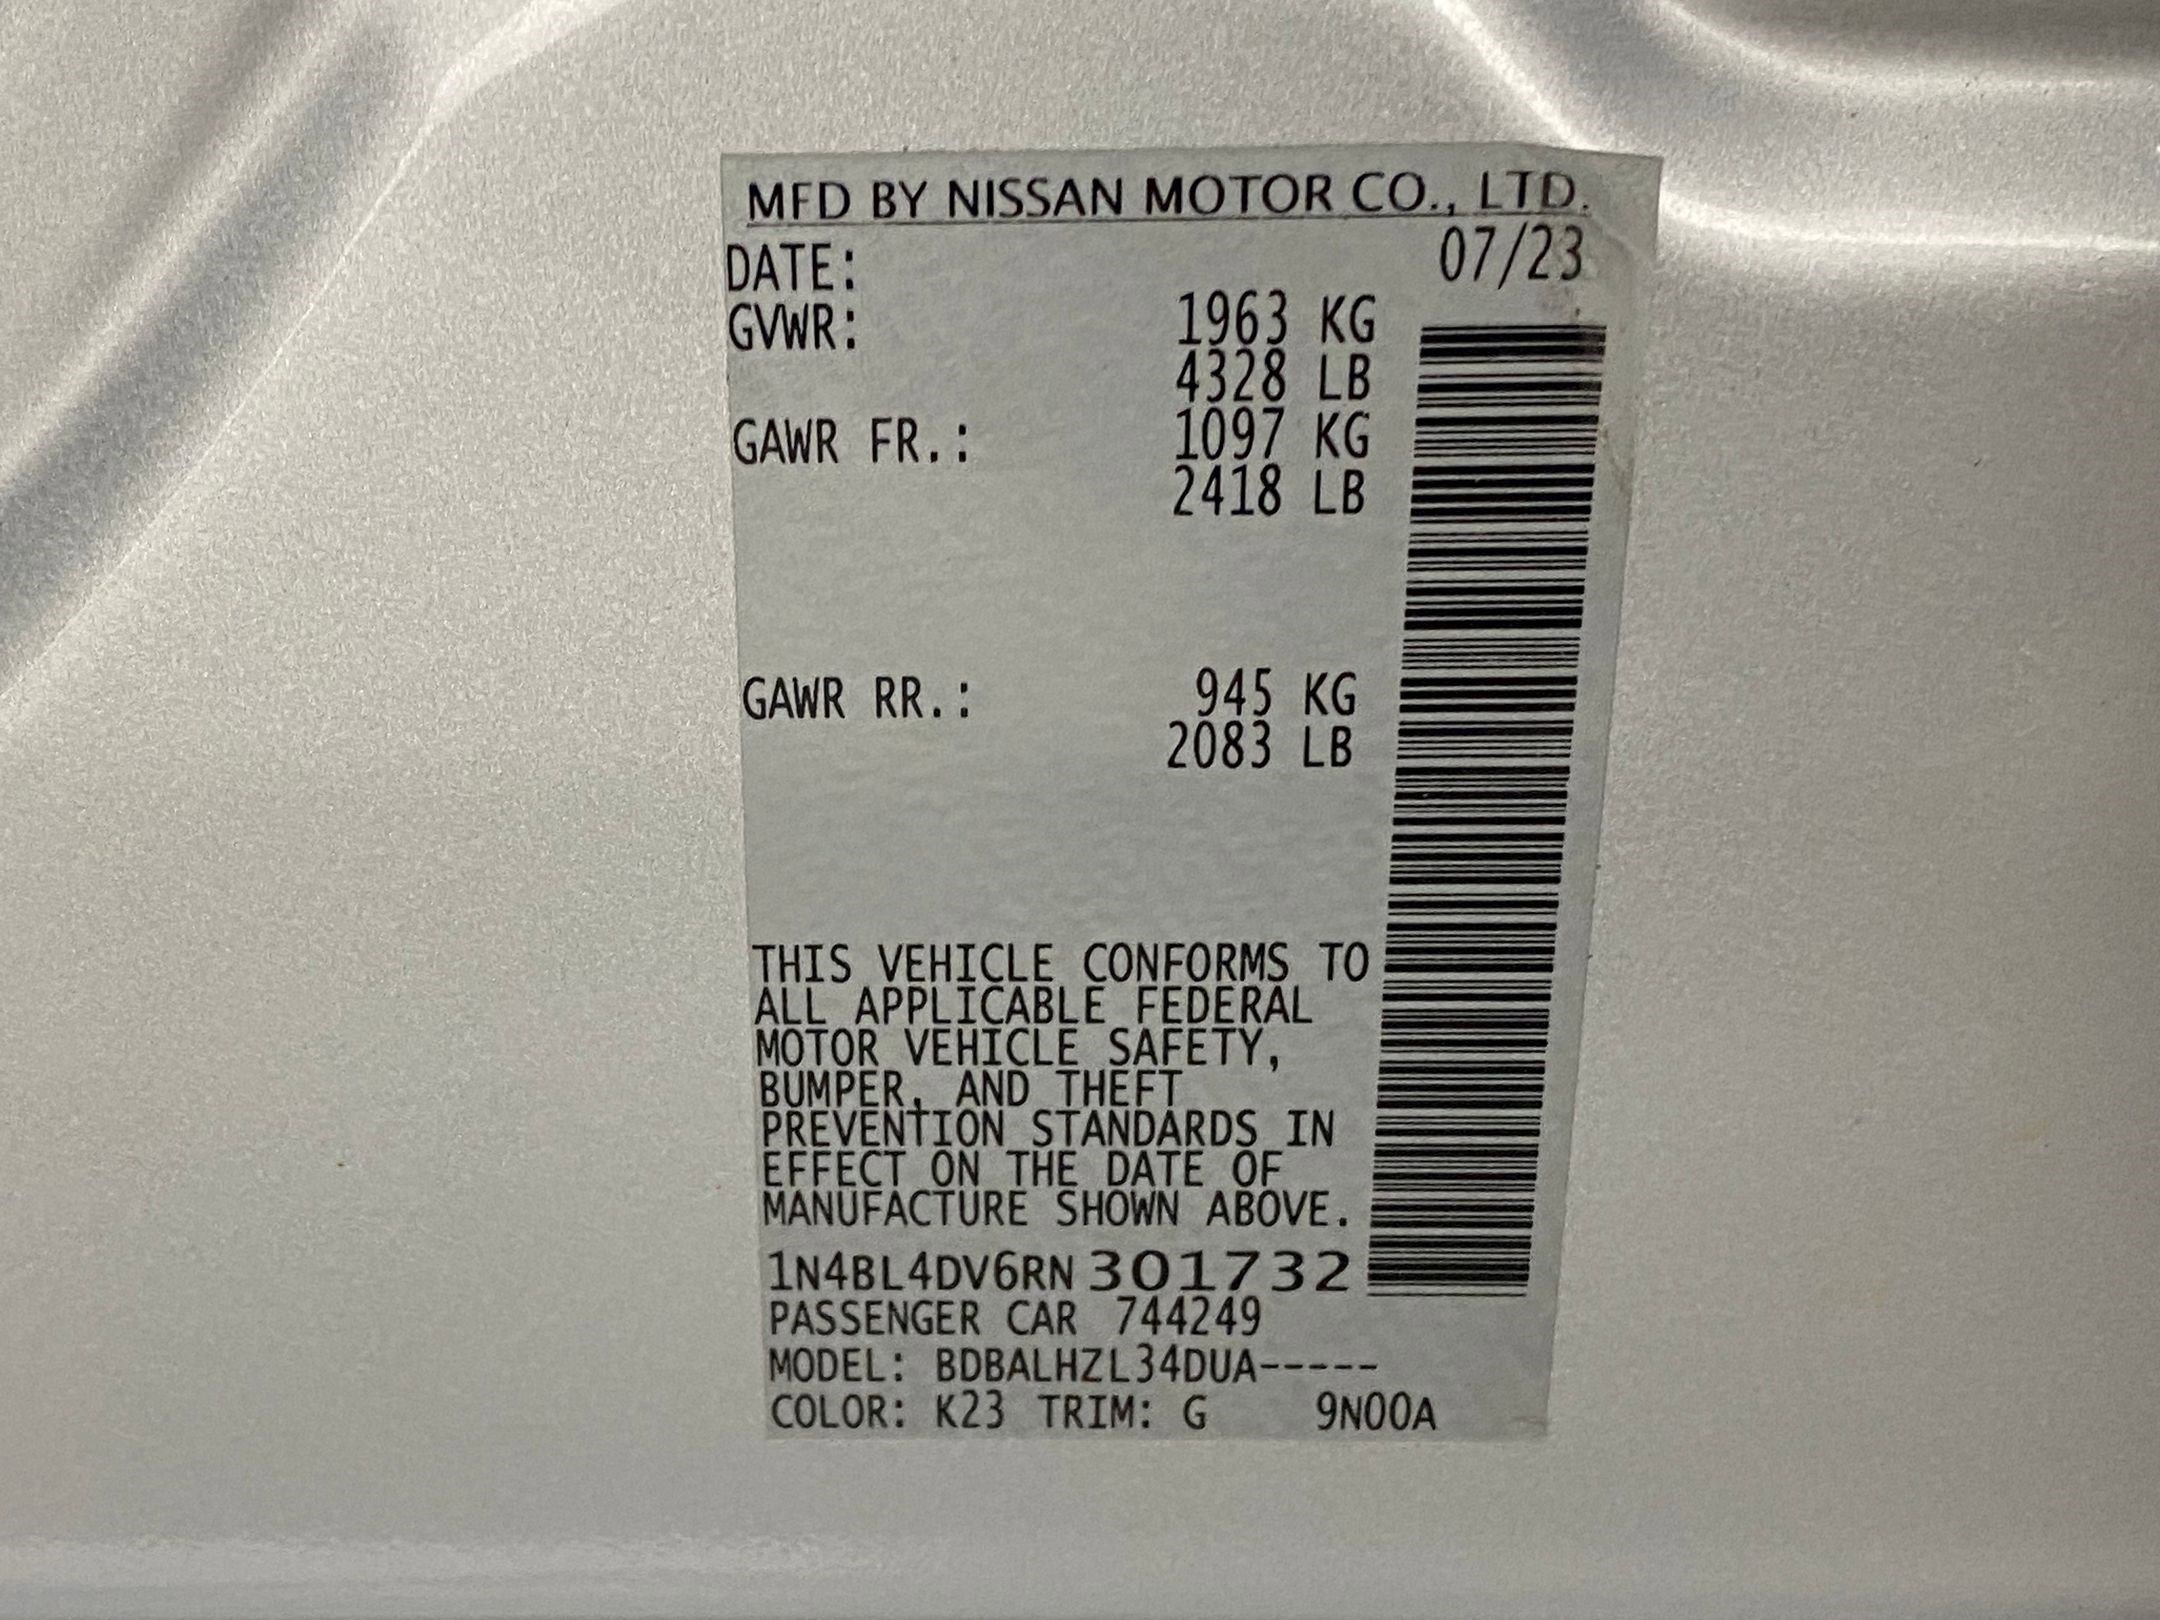 MFD BY NISSAN MOTOR CO., LTD.
DATE: 07/23
GVWR: 1963 KG
4328 LB
GAWR FR.: 1097 KG
2418 LB
GAWR RR.: 945 KG
2083 LB
THIS VEHICLE CONFORMS TO
ALL APPLICABLE FEDERAL
MOTOR VEHICLE SAFETY,
BUMPER, AND THEFT
PREVENTION STANDARDS IN
EFFECT ON THE DATE OF
MANUFACTURE SHOWN ABOVE.
1N4BL4DV6RN301732
PASSENGER CAR 744249
MODEL: BDBALHZL34DUA-----
COLOR: K23 TRIM: G 9N00A